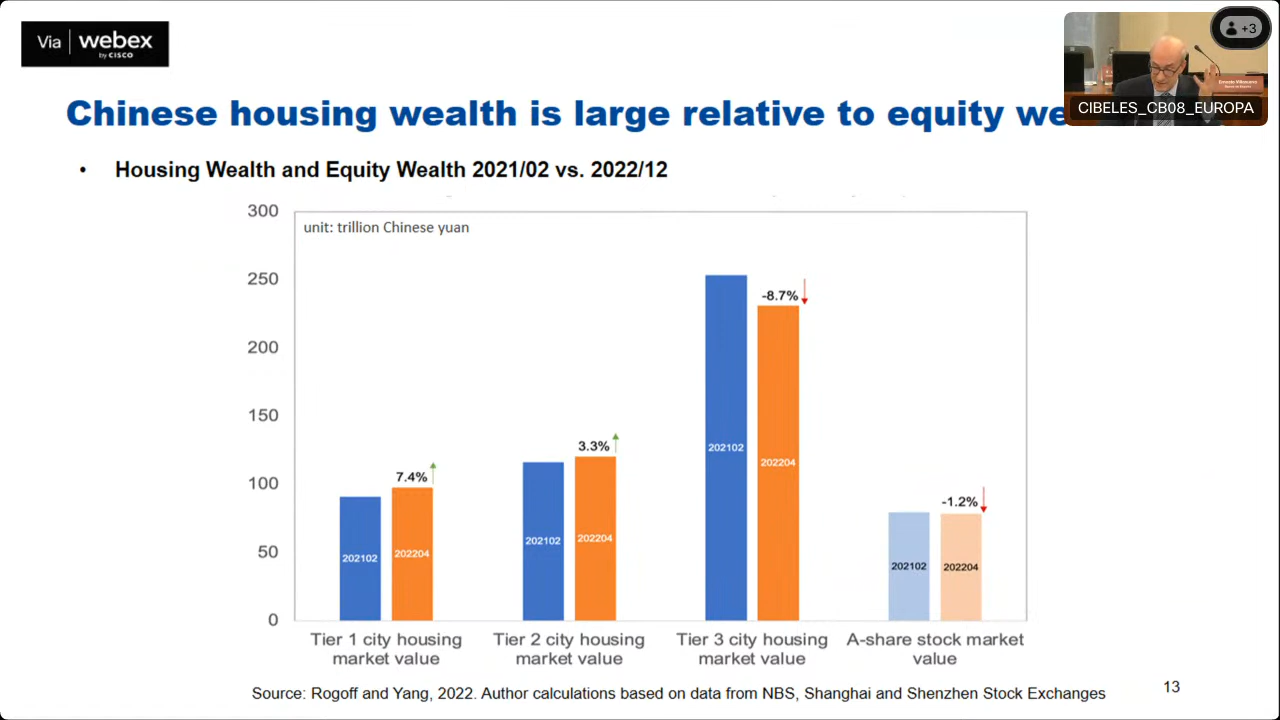 Via | webex
by CISCO
+3
CIBELES_CB08_EUROPA
Chinese housing wealth is large relative to equity we
• Housing Wealth and Equity Wealth 2021/02 vs. 2022/12
unit: trillion Chinese yuan
300
250
200
150
100
50
0
7.4%
3.3%
-8.7%
-1.2%
202102
202204
202102
202204
202102
202204
202102
202204
Tier 1 city housing
market value
Tier 2 city housing
market value
Tier 3 city housing
market value
A-share stock market
value
Source: Rogoff and Yang, 2022. Author calculations based on data from NBS, Shanghai and Shenzhen Stock Exchanges
13